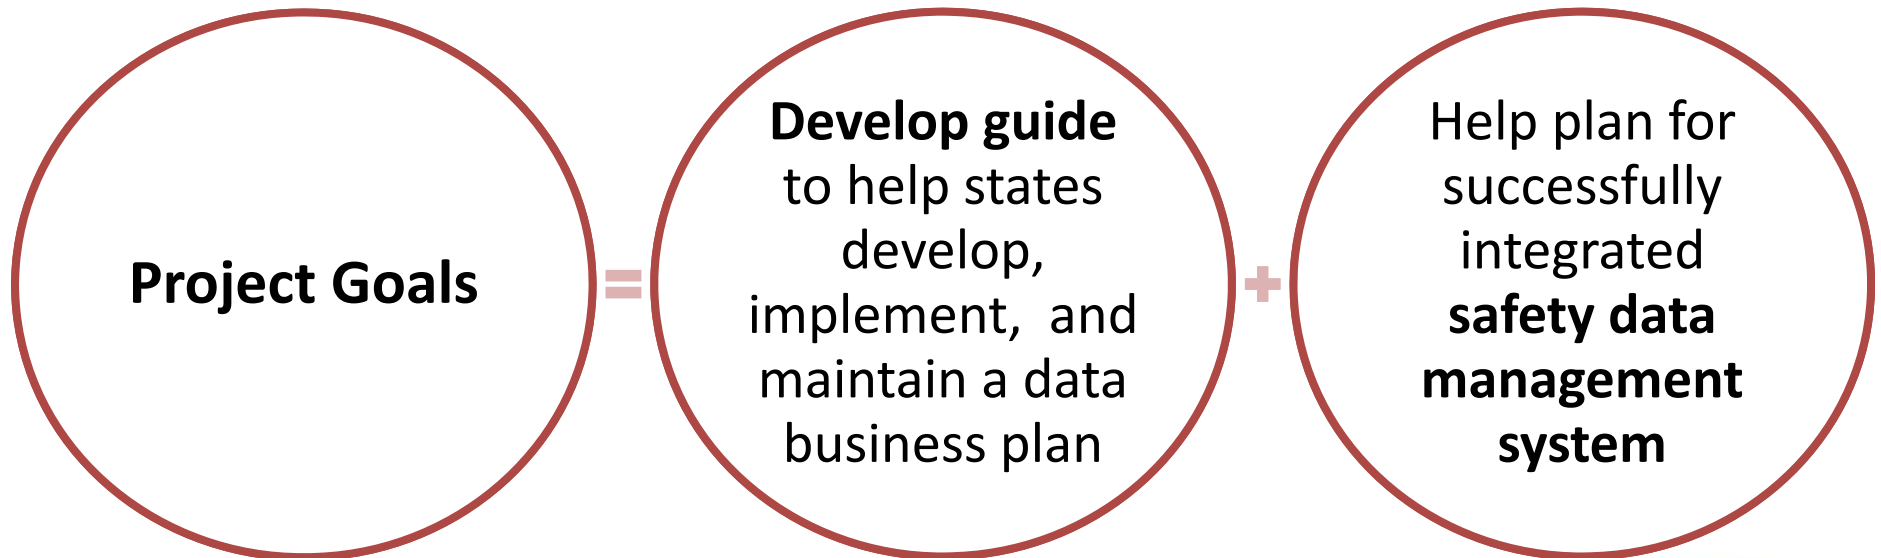 Project Goals
=
Develop guide
to help states
develop,
implement,  and
maintain a data
business plan
+
Help plan for
successfully
integrated
safety data
management
system